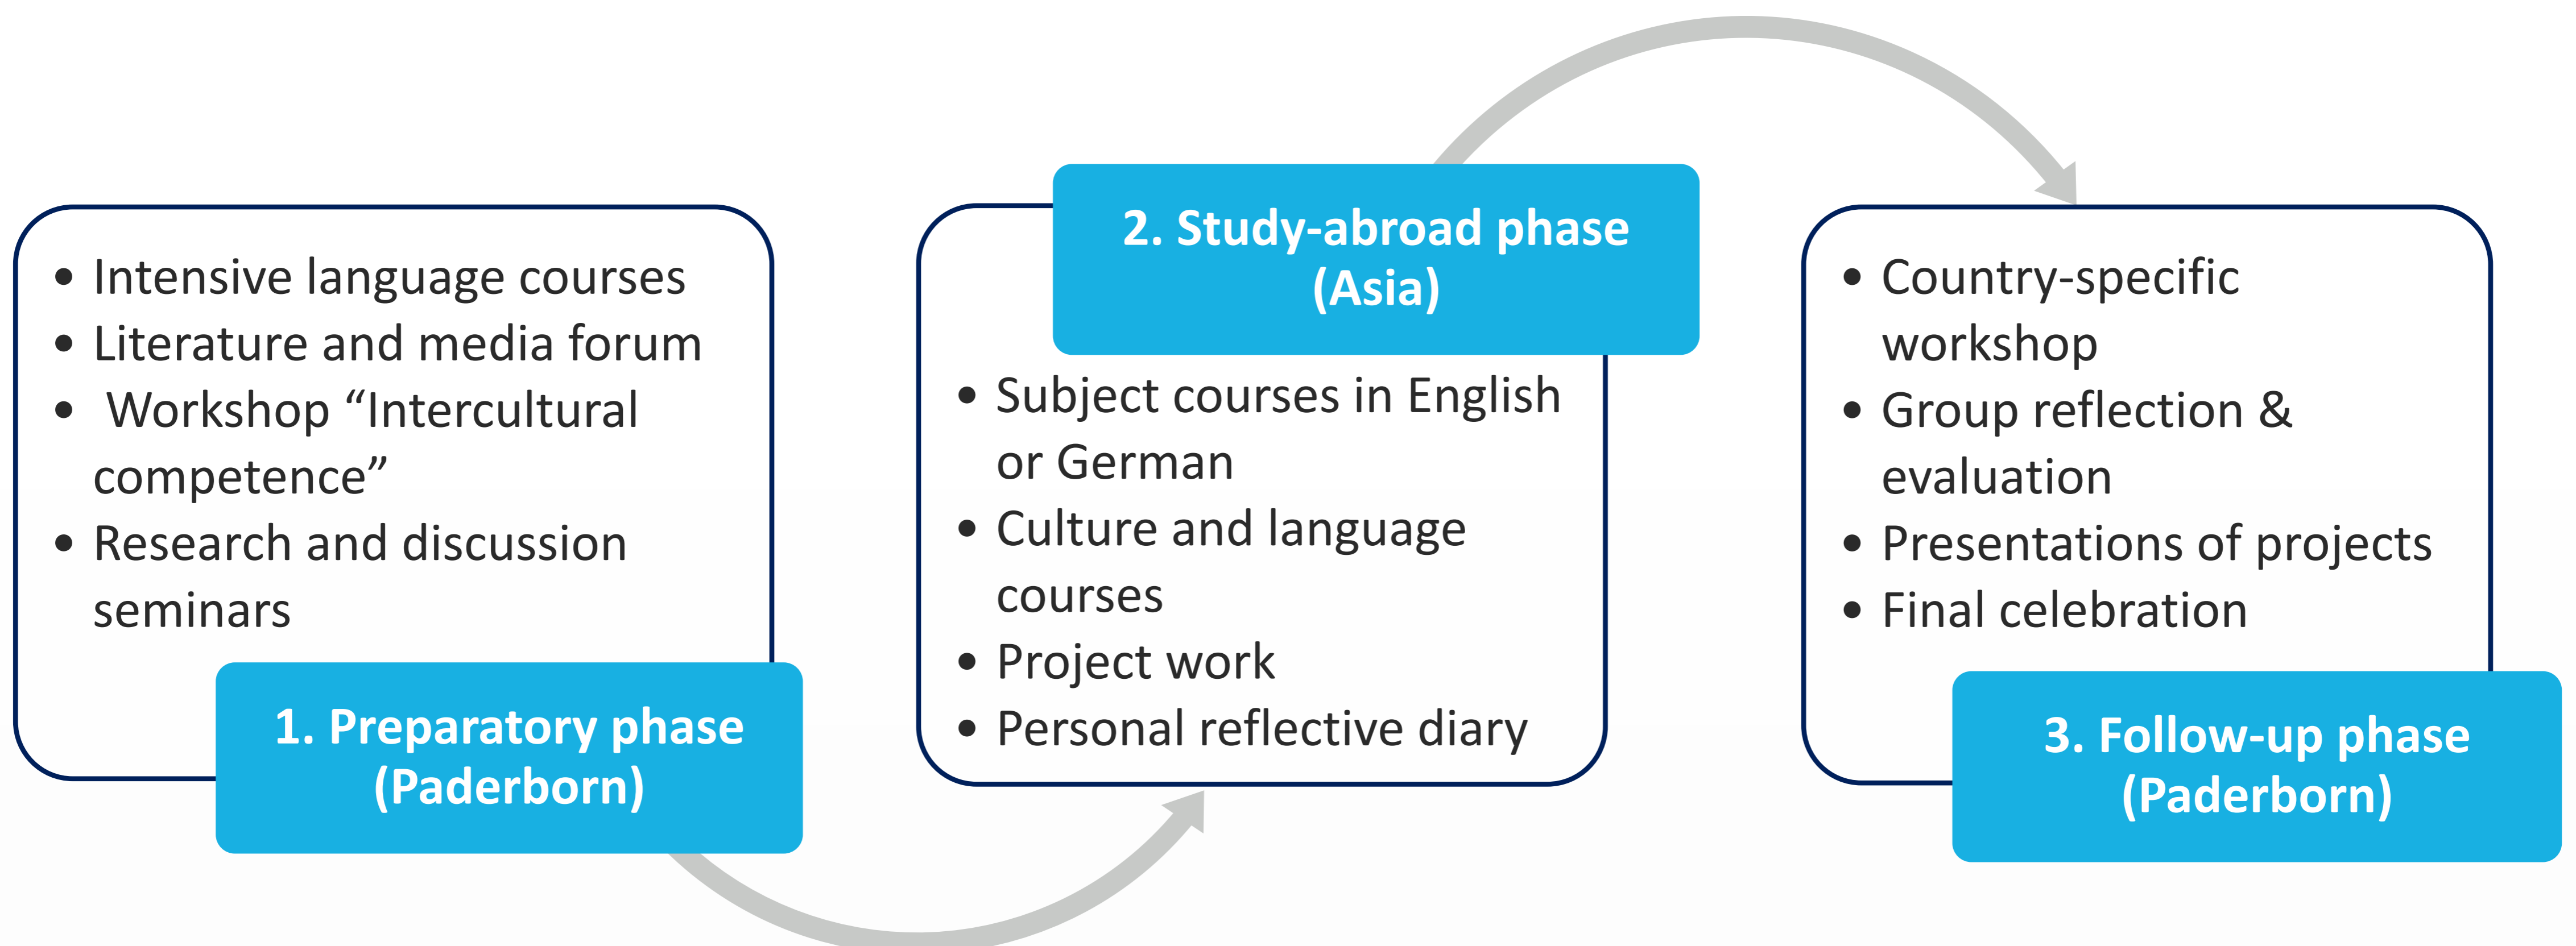 • Intensive language courses
• Literature and media forum
• Workshop “Intercultural
competence”
• Research and discussion
seminars
1. Preparatory phase
(Paderborn)
2. Study-abroad phase
(Asia)
• Subject courses in English
or German
• Culture and language
courses
• Project work
• Personal reflective diary
• Country-specific
workshop
• Group reflection &
evaluation
• Presentations of projects
• Final celebration
3. Follow-up phase
(Paderborn)